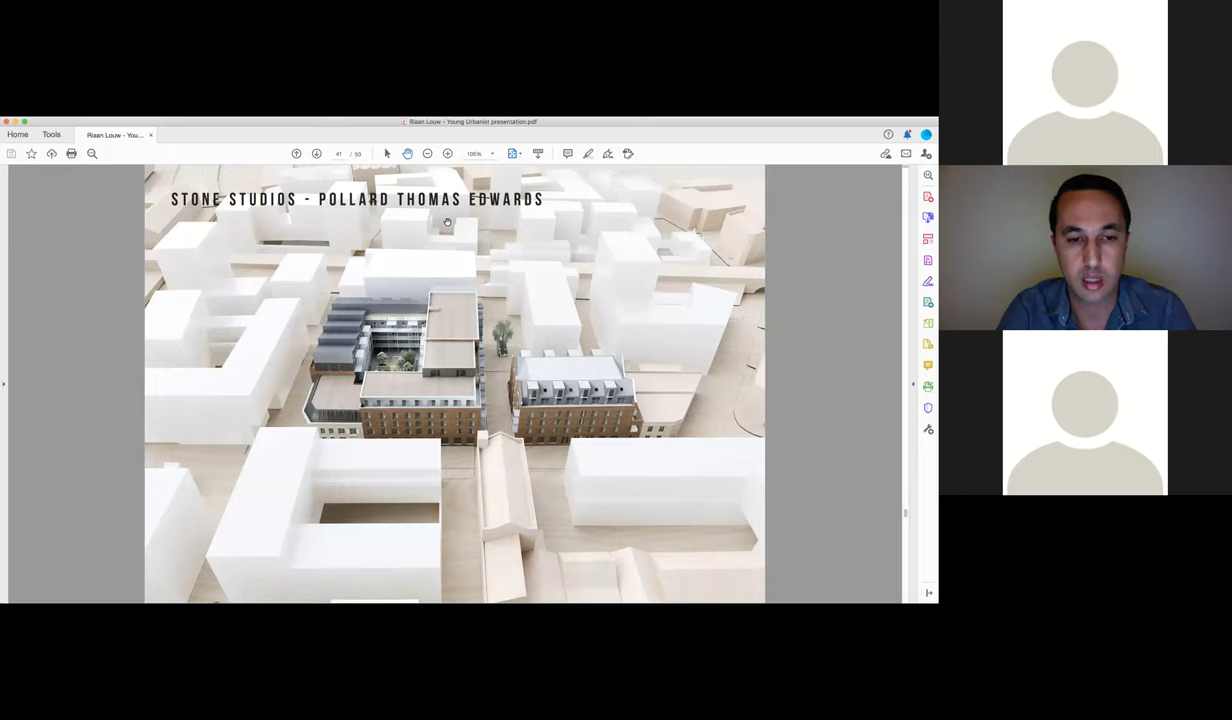 Riaan Louw - Young Urbanist presentation.pdf
Home Tools Riaan Louw - You... ×
41 / 50 105%
STONE STUDIOS - POLLARD THOMAS EDWARDS